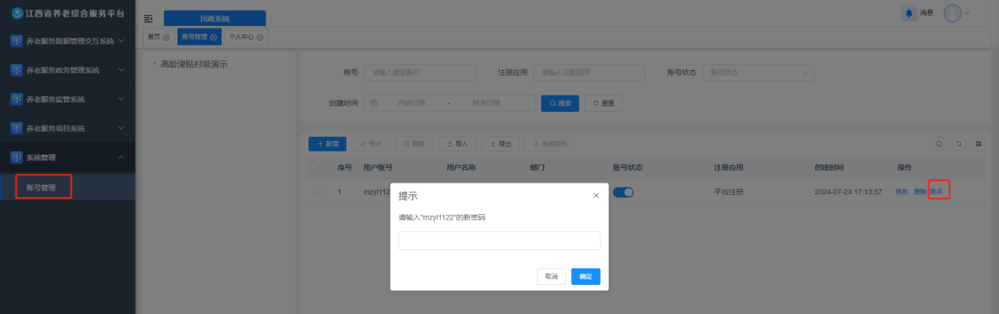 江西省养老综合服务平台
民政系统
消息
首页
账号管理
个人中心
养老服务数据管理交互系统
养老服务政务管理系统
养老服务监管系统
养老服务项目系统
系统管理
账号管理
高龄津贴村级演示
账号 请输入登录账号 注册应用 请输入注册应用 账号状态 账号状态
创建时间 开始日期 - 结束日期 搜索 重置
+ 新增 修改 删除 导入 导出 修改密码
序号 用户账号 用户名称 部门 账号状态 注册应用 创建时间 操作
1 mzyl112 平台注册 2024-07-24 17:13:57 修改 删除 更多
提示
请输入"mzyl1122"的新密码
取消 确定